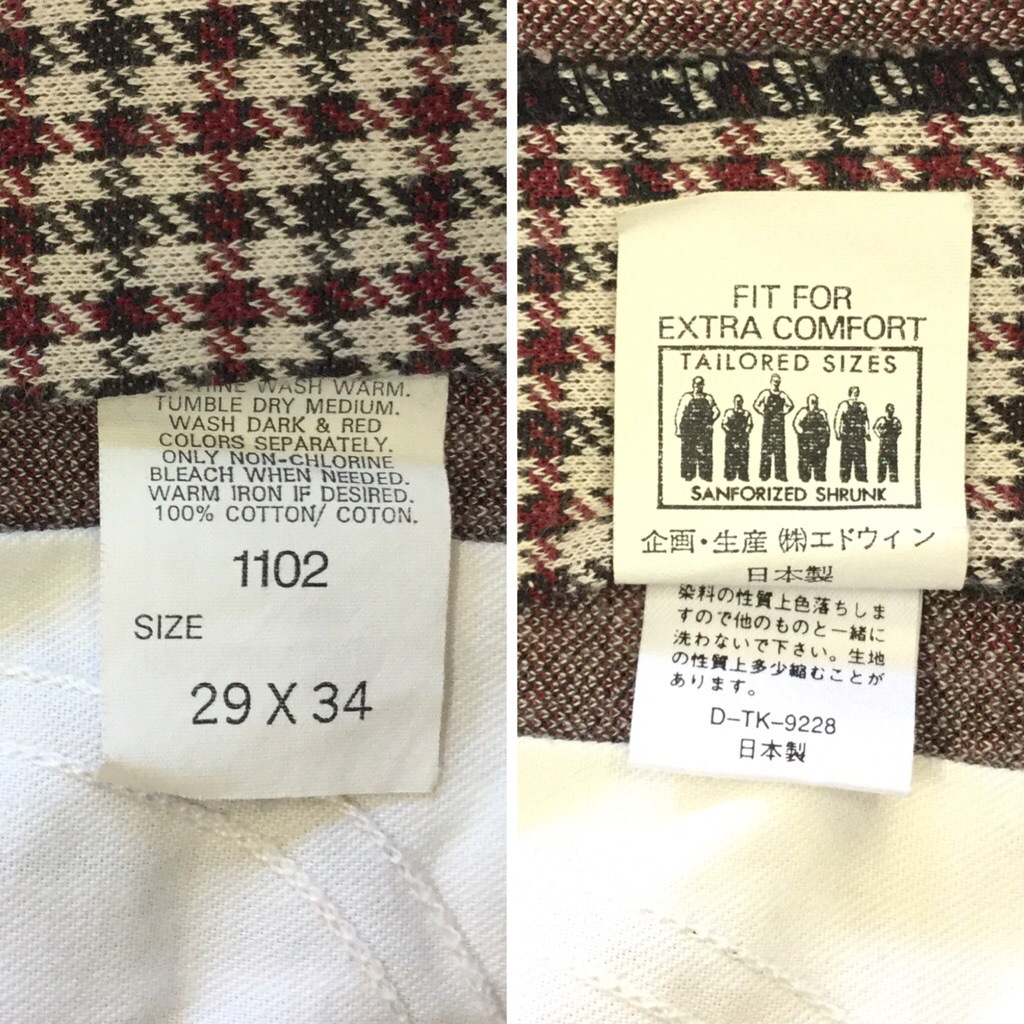 WASH WARM.
TUMBLE DRY MEDIUM.
WASH DARK & RED
COLORS SEPARATELY.
ONLY NON-CHLORINE
BLEACH WHEN NEEDED.
WARM IRON IF DESIRED.
100% COTTON/ COTON.
1102
SIZE
29 X 34
FIT FOR
EXTRA COMFORT
TAILORED SIZES
SANFORIZED SHRUNK
企画・生産 ㈱エドウイン
日本製
染料の性質上色落ちしま
すので他のものと一緒に
洗わないで下さい。生地
の性質上多少縮むことが
あります。
D-TK-9228
日本製